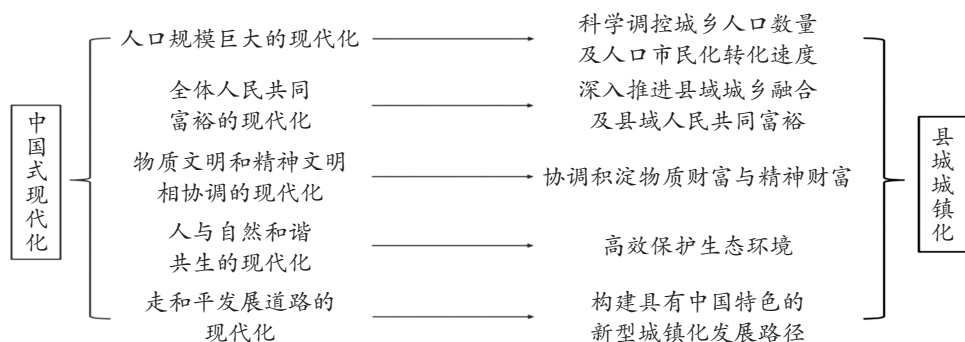 中国式现代化
人口规模巨大的现代化
科学调控城乡人口数量
及人口市民化转化速度
全体人民共同
富裕的现代化
深入推进县域城乡融合
及县域人民共同富裕
物质文明和精神文明
相协调的现代化
协调积淀物质财富与精神财富
人与自然和谐
共生的现代化
高效保护生态环境
走和平发展道路的
现代化
构建具有中国特色的
新型城镇化发展路径
县城城镇化